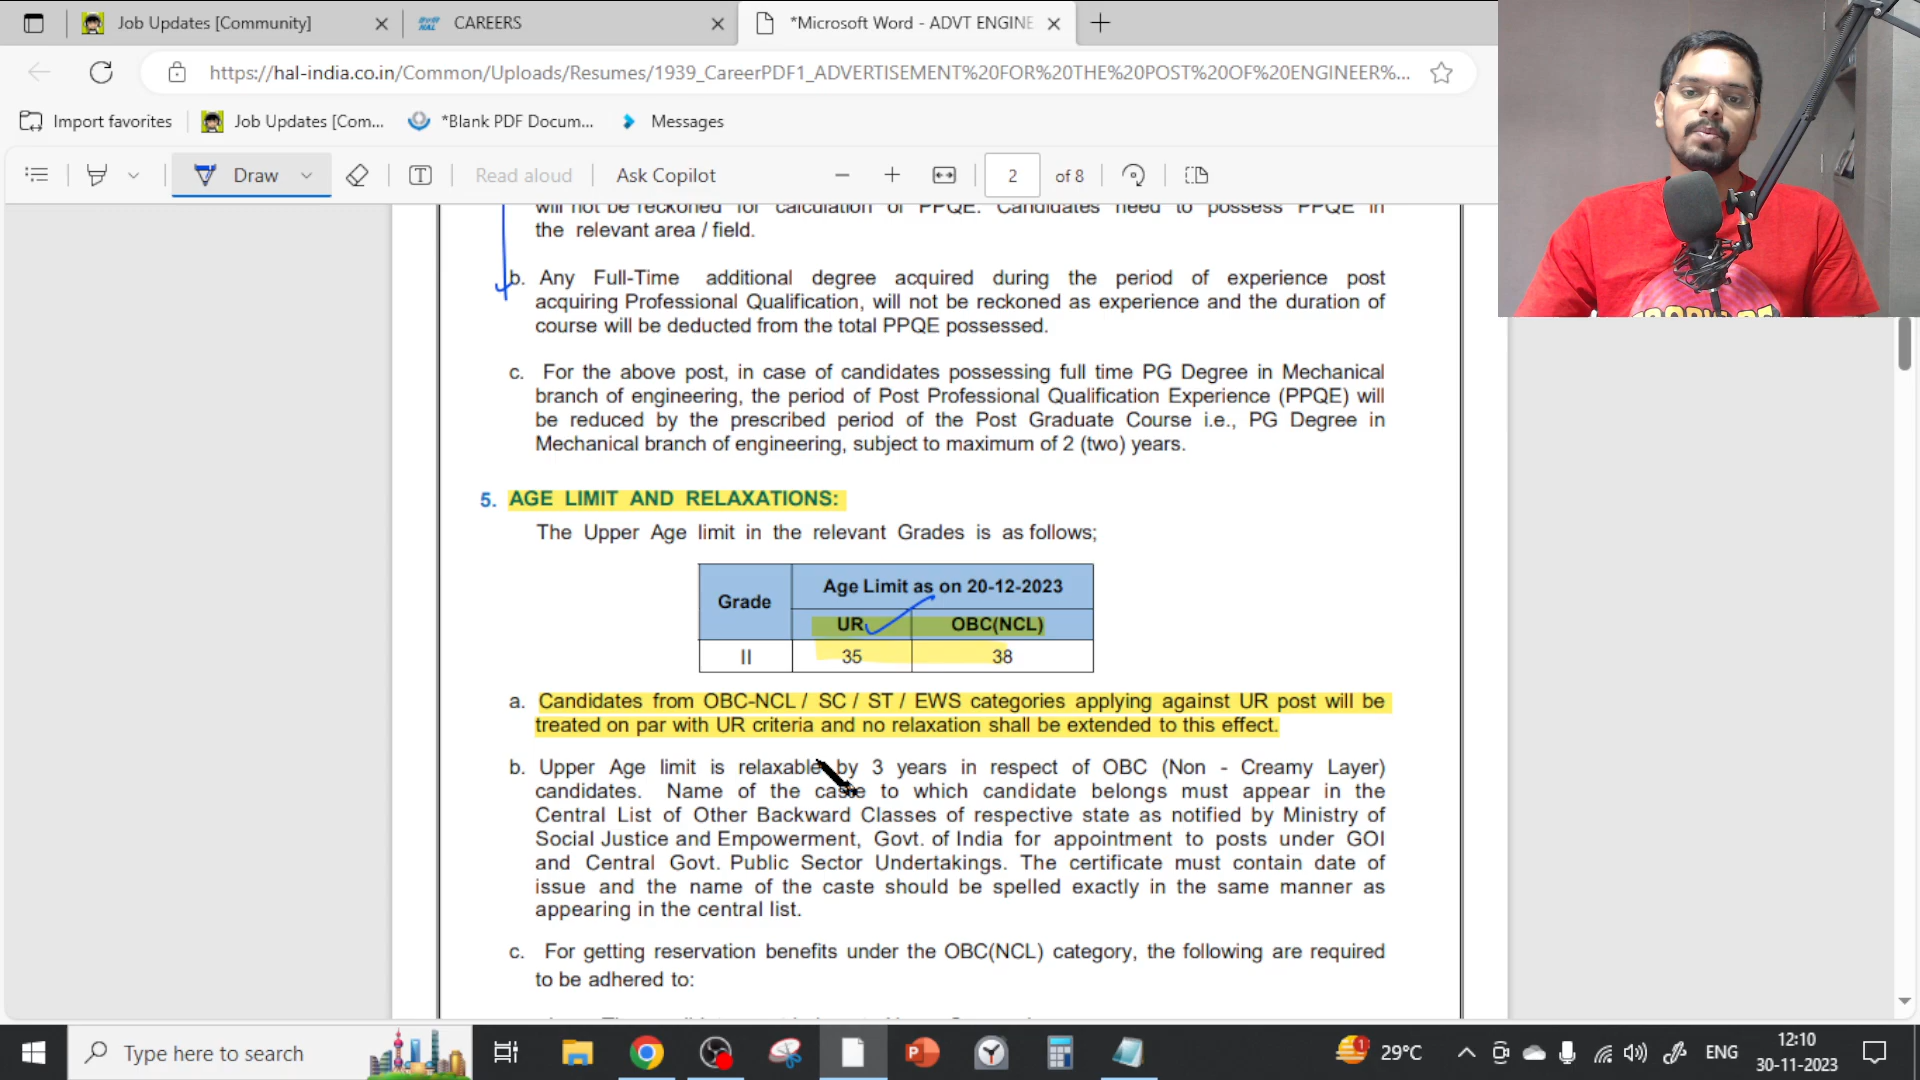 Job Updates [Community]
CAREERS
*Microsoft Word - ADVT ENGINE
https://hal-india.co.in/Common/Uploads/Resumes/1939_CareerPDF1_ADVERTISEMENT%20FOR%20THE%20POST%20OF%20ENGINEER%...
Import favorites
Job Updates [Com...
*Blank PDF Docum...
Messages
Draw
Read aloud
Ask Copilot
2 of 8
will not be reckoned for calculation of PPQE. Candidates need to possess PPQE in
the relevant area / field.
b. Any Full-Time additional degree acquired during the period of experience post
acquiring Professional Qualification, will not be reckoned as experience and the duration of
course will be deducted from the total PPQE possessed.
c. For the above post, in case of candidates possessing full time PG Degree in Mechanical
branch of engineering, the period of Post Professional Qualification Experience (PPQE) will
be reduced by the prescribed period of the Post Graduate Course i.e., PG Degree in
Mechanical branch of engineering, subject to maximum of 2 (two) years.
5. AGE LIMIT AND RELAXATIONS:
The Upper Age limit in the relevant Grades is as follows;
Grade
Age Limit as on 20-12-2023
UR OBC(NCL)
II 35 38
a. Candidates from OBC-NCL / SC / ST / EWS categories applying against UR post will be
treated on par with UR criteria and no relaxation shall be extended to this effect.
b. Upper Age limit is relaxable by 3 years in respect of OBC (Non - Creamy Layer)
candidates. Name of the caste to which candidate belongs must appear in the
Central List of Other Backward Classes of respective state as notified by Ministry of
Social Justice and Empowerment, Govt. of India for appointment to posts under GOI
and Central Govt. Public Sector Undertakings. The certificate must contain date of
issue and the name of the caste should be spelled exactly in the same manner as
appearing in the central list.
c. For getting reservation benefits under the OBC(NCL) category, the following are required
to be adhered to:
Type here to search
29°C
ENG
12:10
30-11-2023